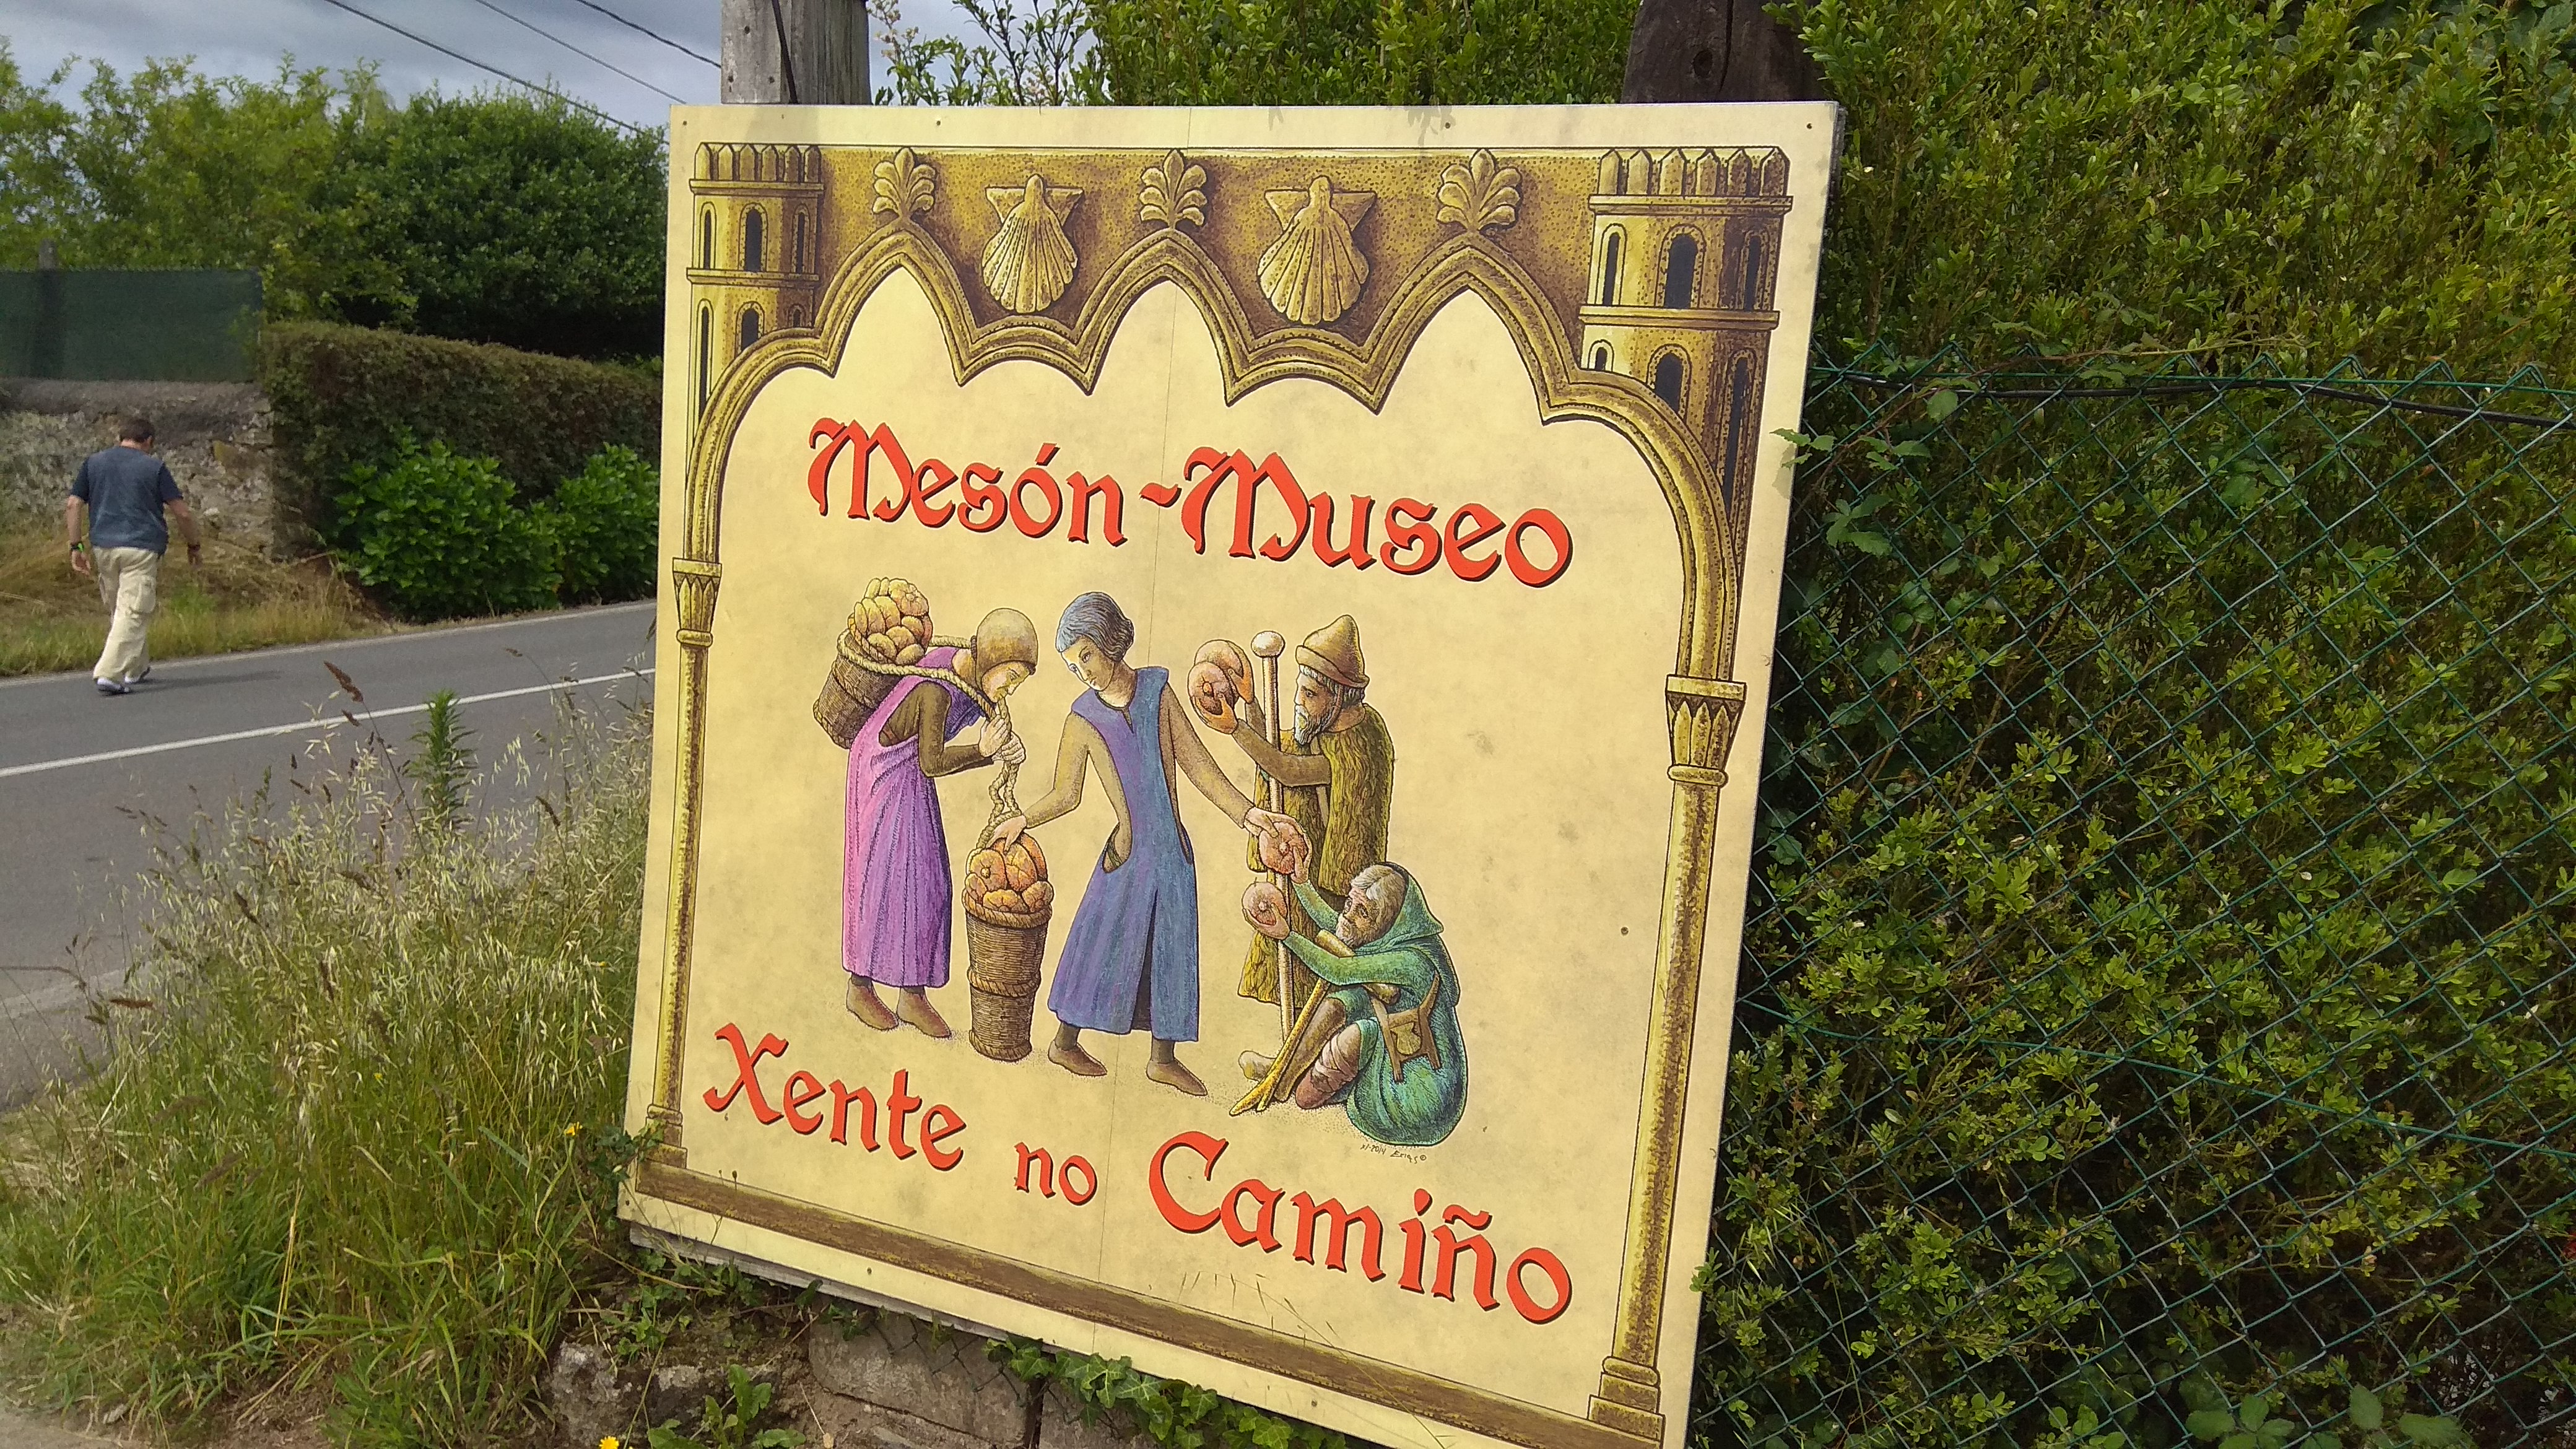 Mesón-Museo
Xente no Camiño